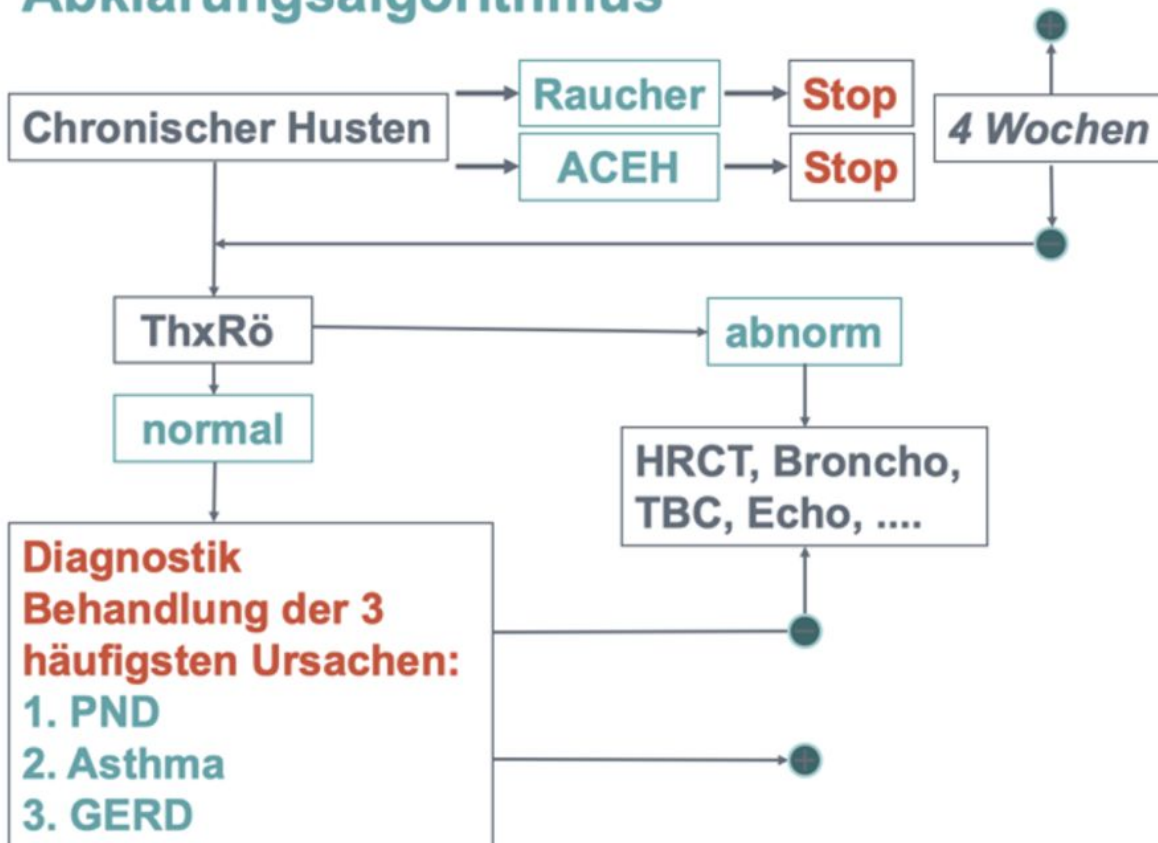 Abklärungsalgorithmus
Chronischer Husten
Raucher
Stop
ACEH
Stop
4 Wochen
+
−
ThxRö
abnorm
normal
HRCT, Broncho,
TBC, Echo, ....
Diagnostik
Behandlung der 3
häufigsten Ursachen:
1. PND
2. Asthma
3. GERD
−
+